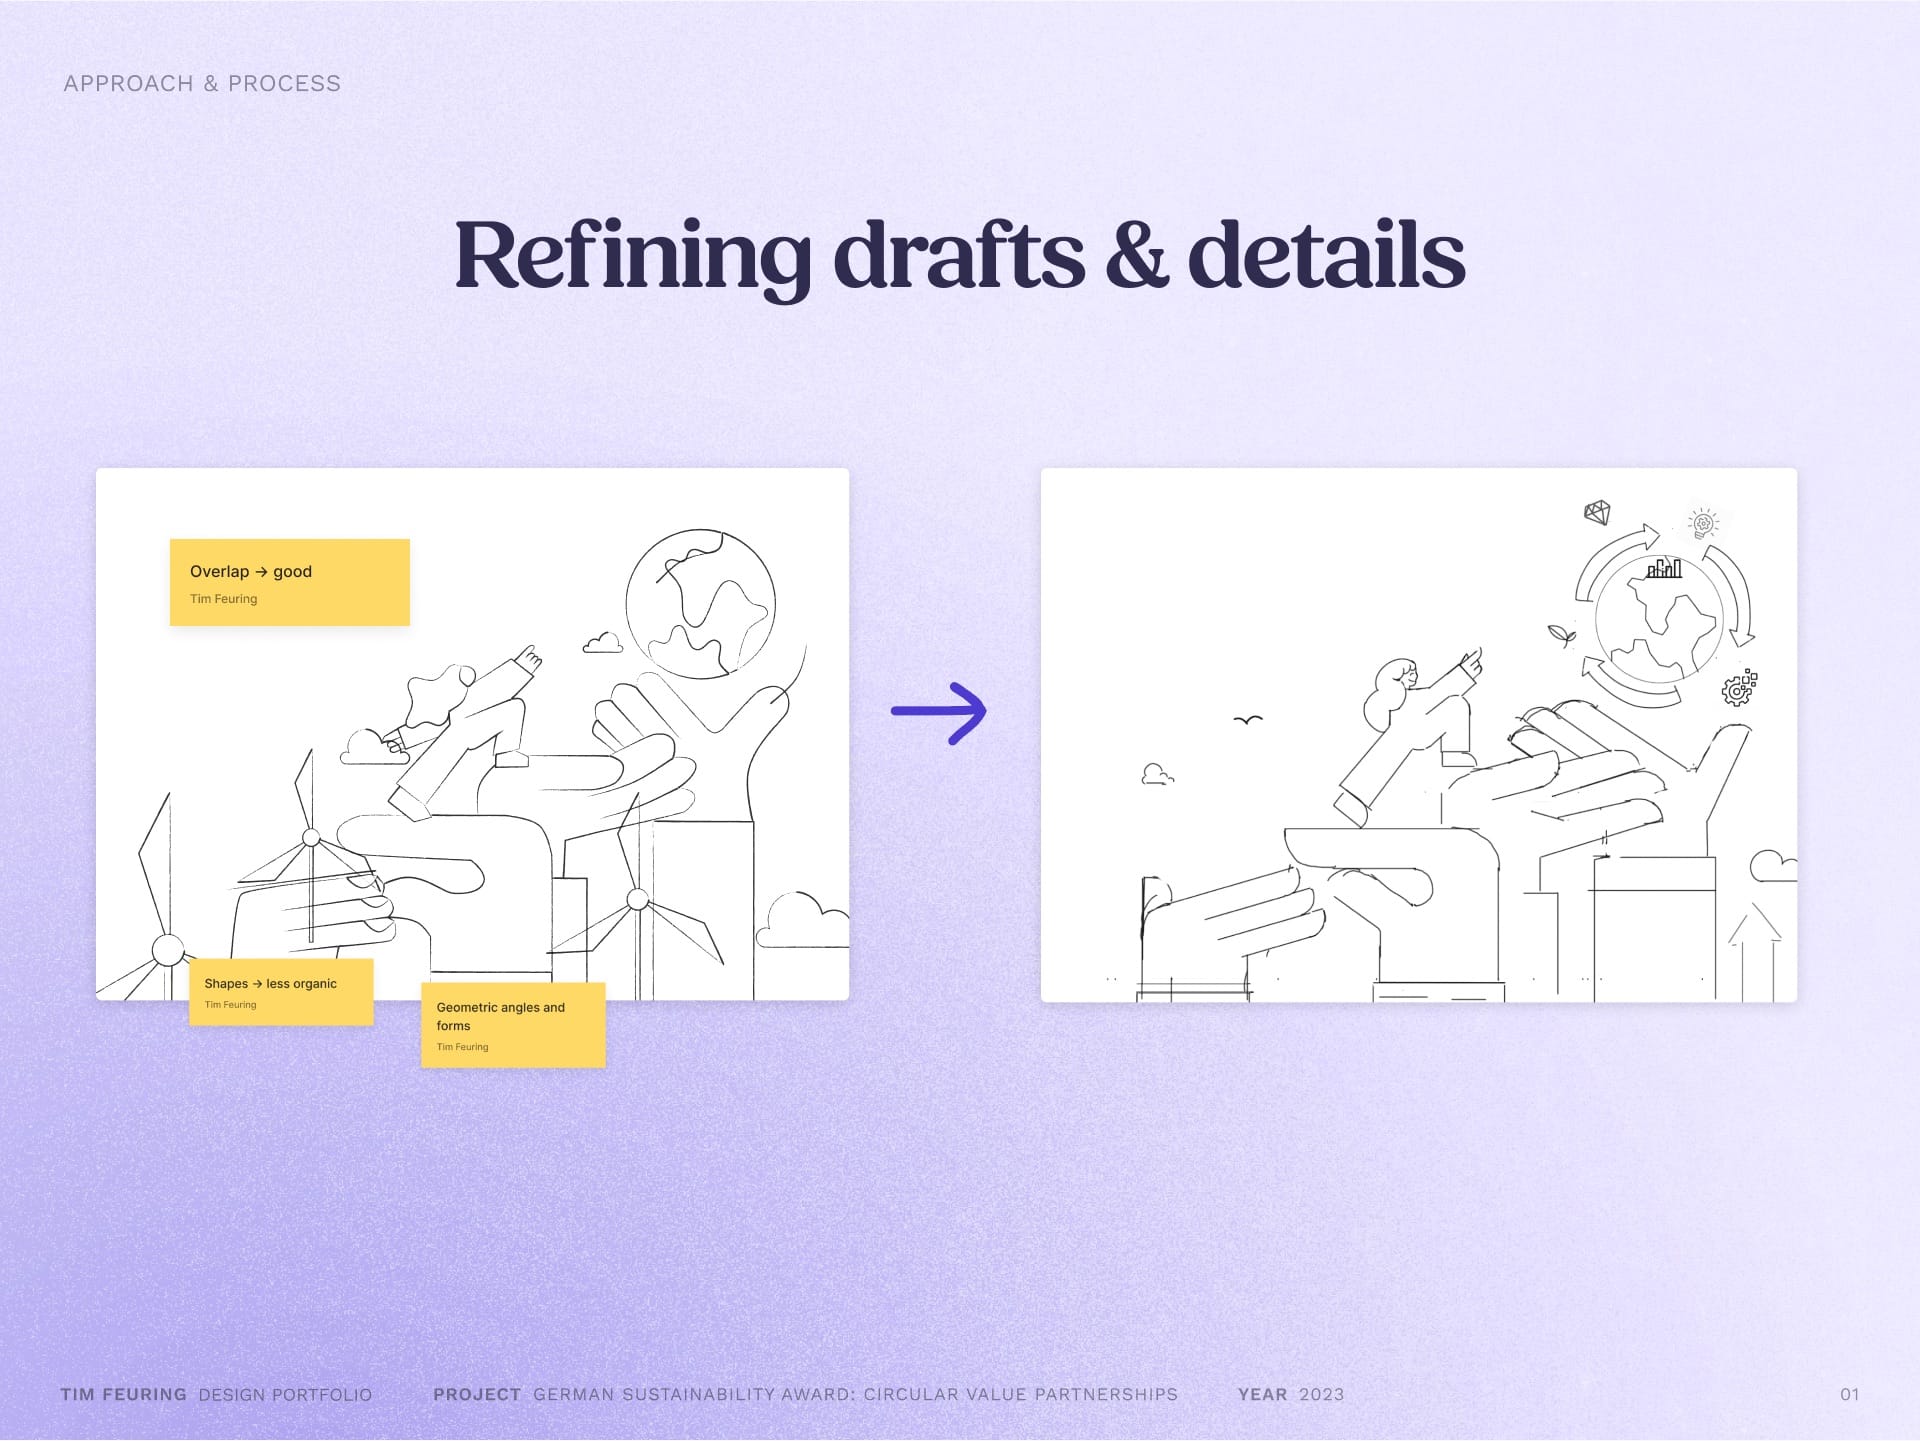 APPROACH & PROCESS
Refining drafts & details
Overlap → good
Tim Feuring
Shapes → less organic
Tim Feuring
Geometric angles and
forms
Tim Feuring
TIM FEURING DESIGN PORTFOLIO PROJECT GERMAN SUSTAINABILITY AWARD: CIRCULAR VALUE PARTNERSHIPS YEAR 2023 01